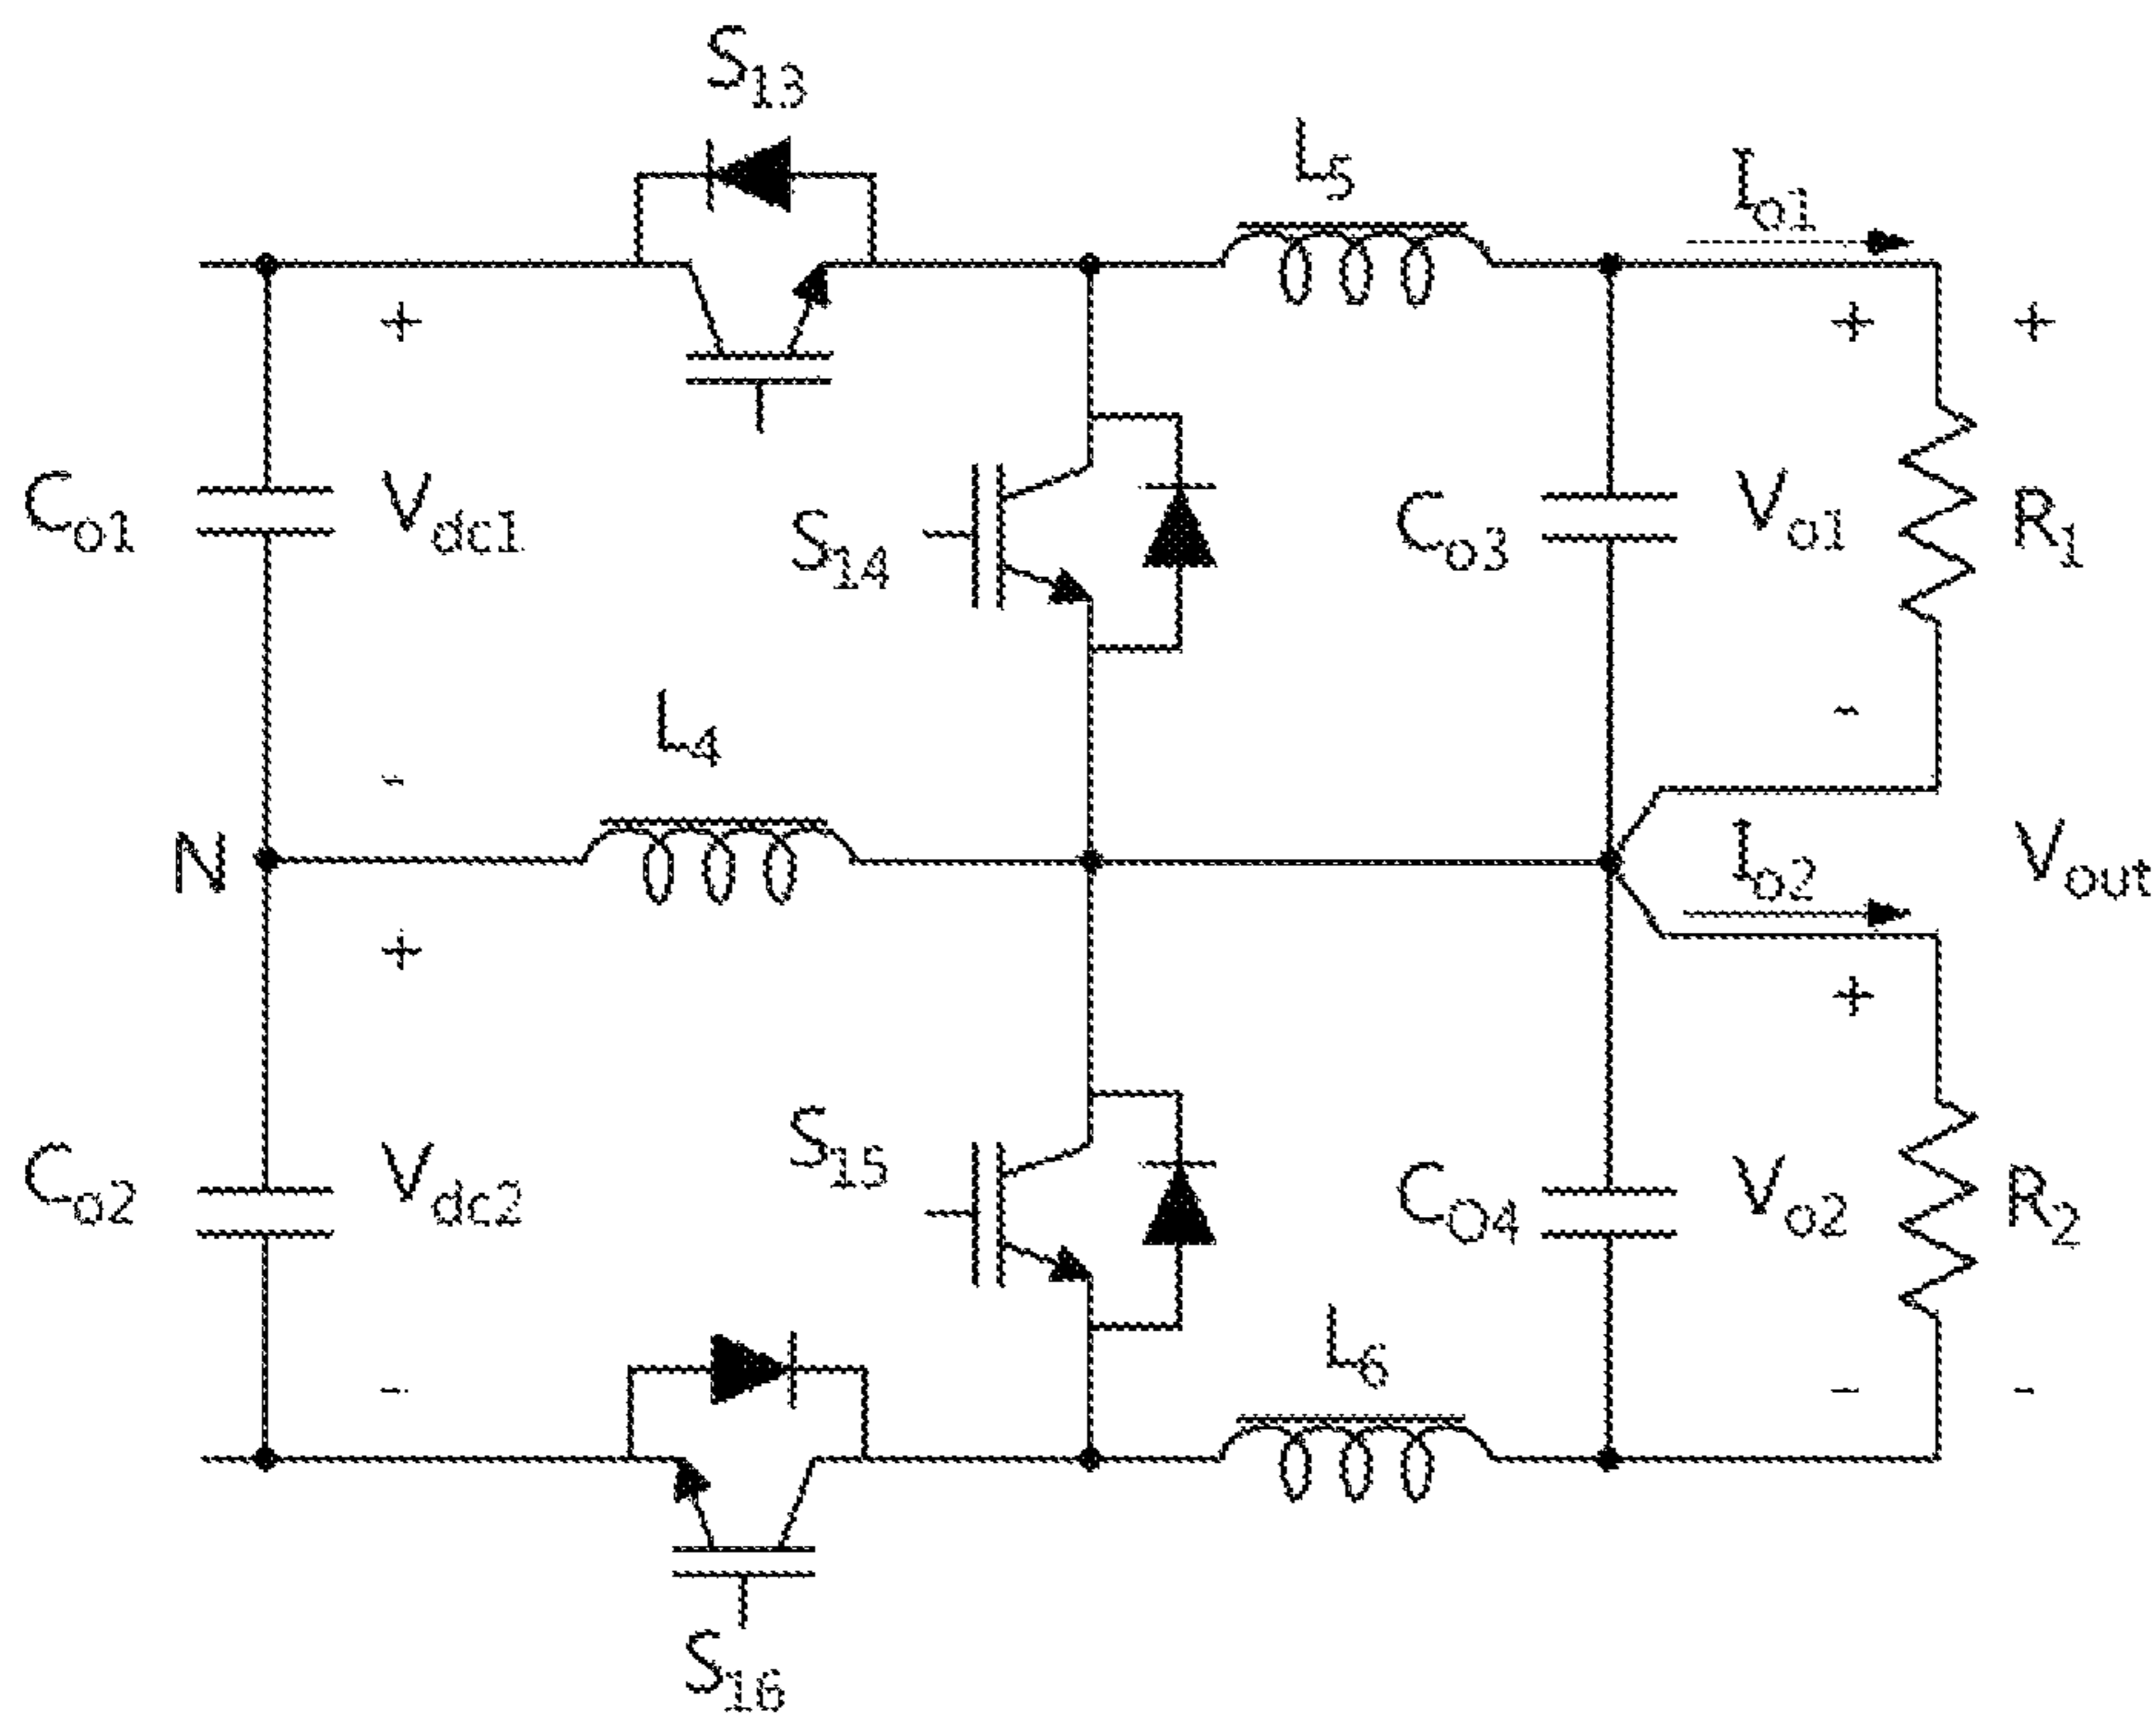 S13
L5
Io1
+
+
+
Co1
Vdc1
S14
Co3
Vo1
R1
-
-
L4
N
Io2
Vout
+
+
Co2
Vdc2
S15
CO4
Vo2
R2
L6
-
-
-
S16